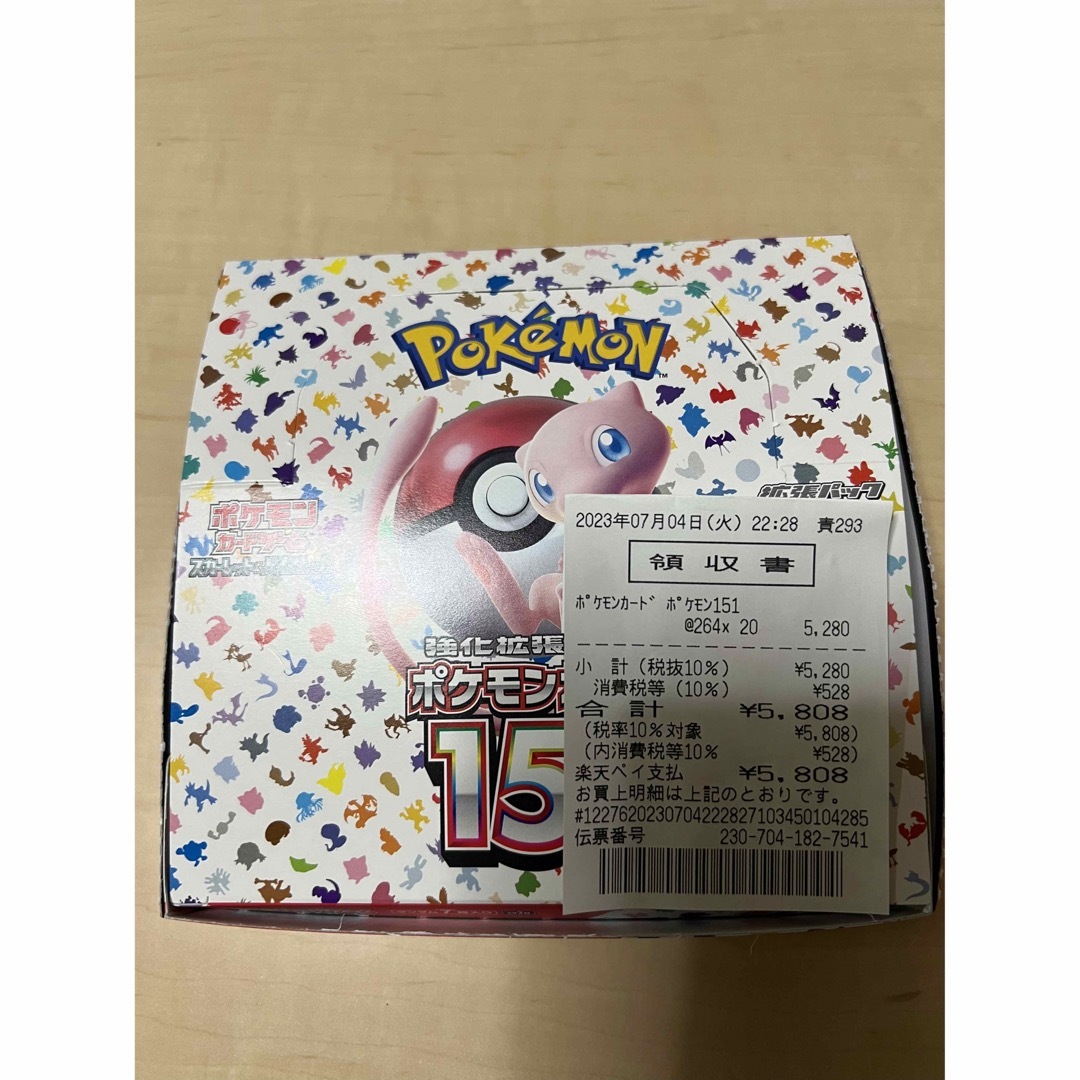 POKÉMON
TM
ポケモン
カードゲーム
拡張パック
強化拡張
ポケモン
151
2023年07月04日(火) 22:28 責293
領収書
ﾎﾟｹﾓﾝｶｰﾄﾞ ﾎﾟｹﾓﾝ151
@264x 20 5,280
小 計(税抜10%) ¥5,280
消費税等(10%) ¥528
合 計 ¥5,808
(税率10%対象 ¥5,808)
(内消費税等10% ¥528)
楽天ペイ支払 ¥5,808
お買上明細は上記のとおりです。
#122762023070422282710345010​4285
伝票番号 230-704-182-7541